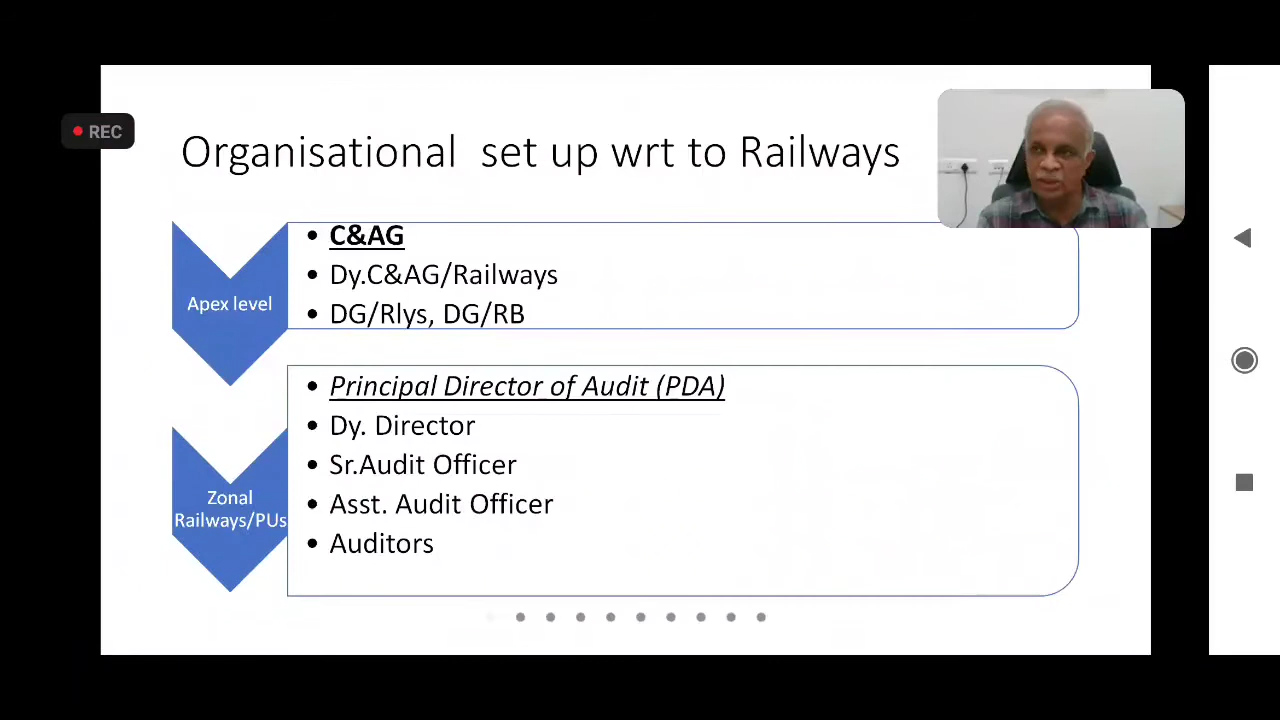 REC
Organisational set up wrt to Railways
Apex level
• C&AG
• Dy.C&AG/Railways
• DG/Rlys, DG/RB
Zonal
Railways/PUs
• Principal Director of Audit (PDA)
• Dy. Director
• Sr.Audit Officer
• Asst. Audit Officer
• Auditors